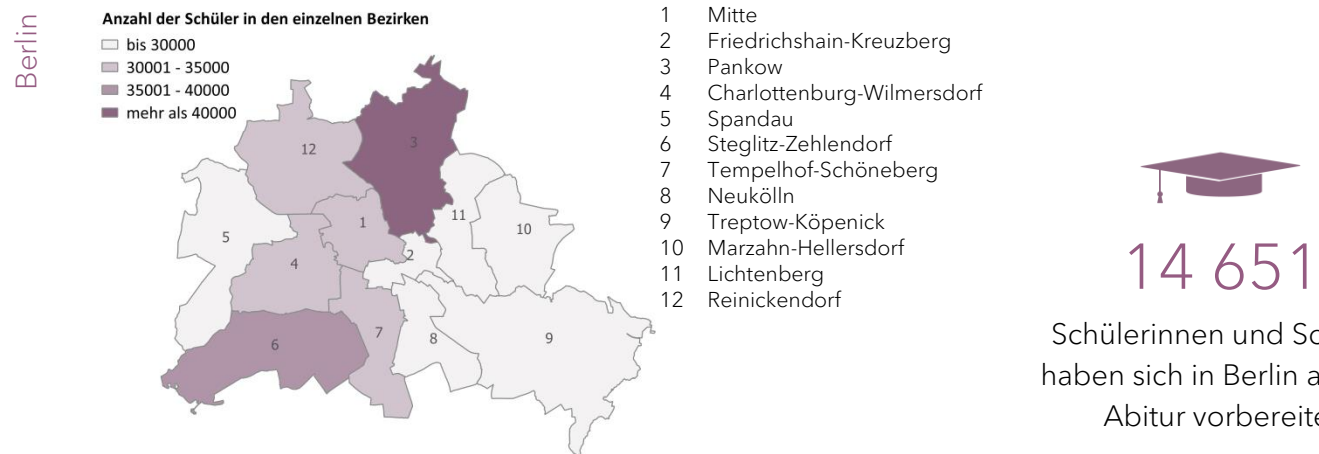 Berlin
Anzahl der Schüler in den einzelnen Bezirken
bis 30000
30001 - 35000
35001 - 40000
mehr als 40000
12
3
11
10
5
1
2
4
6
7
8
9
1 Mitte
2 Friedrichshain-Kreuzberg
3 Pankow
4 Charlottenburg-Wilmersdorf
5 Spandau
6 Steglitz-Zehlendorf
7 Tempelhof-Schöneberg
8 Neukölln
9 Treptow-Köpenick
10 Marzahn-Hellersdorf
11 Lichtenberg
12 Reinickendorf
14 651
Schülerinnen und
haben sich in Berlin
Abitur